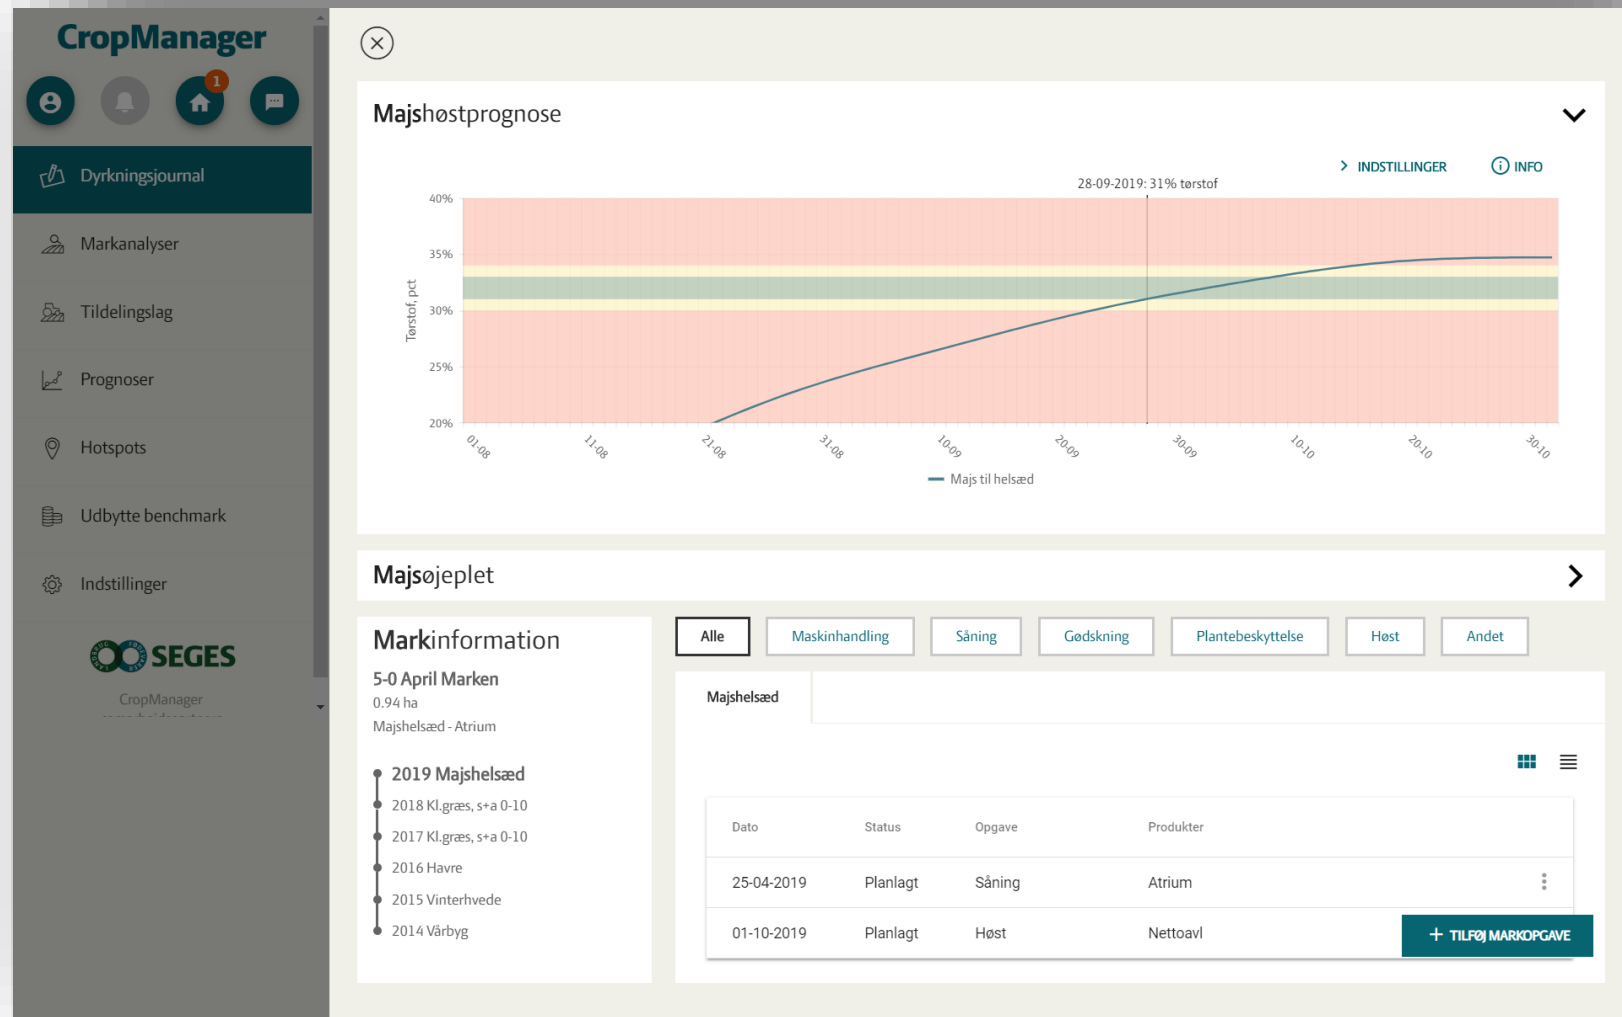 CropManager
1
Dyrkningsjournal
Markanalyser
Tildelingslag
Prognoser
Hotspots
Udbytte benchmark
Indstillinger
SEGES
CropManager
Majshøstprognose
INDSTILLINGER
INFO
28-09-2019: 31% tørstof
40%
35%
30%
25%
20%
Tørstof, pct
01-08
11-08
21-08
31-08
10-09
20-09
30-09
10-10
20-10
30-10
Majs til helsæd
Majsøjeplet
Markinformation
5-0 April Marken
0.94 ha
Majshelsæd - Atrium
2019 Majshelsæd
2018 Kl.græs, s+a 0-10
2017 Kl.græs, s+a 0-10
2016 Havre
2015 Vinterhvede
2014 Vårbyg
Alle Maskinhandling Såning Gødskning Plantebeskyttelse Høst Andet
Majshelsæd
Dato Status Opgave Produkter
25-04-2019 Planlagt Såning Atrium
01-10-2019 Planlagt Høst Nettoavl
+ TILFØJ MARKOPGAVE